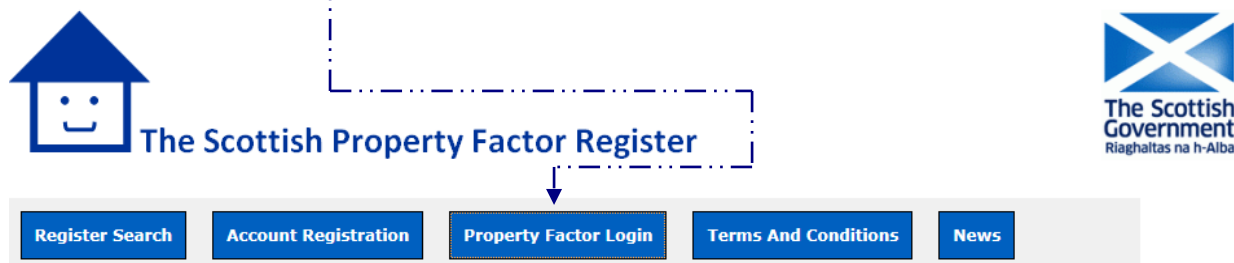 The Scottish Property Factor Register
The Scottish
Government
Riaghaltas na h-Alba
Register Search
Account Registration
Property Factor Login
Terms And Conditions
News